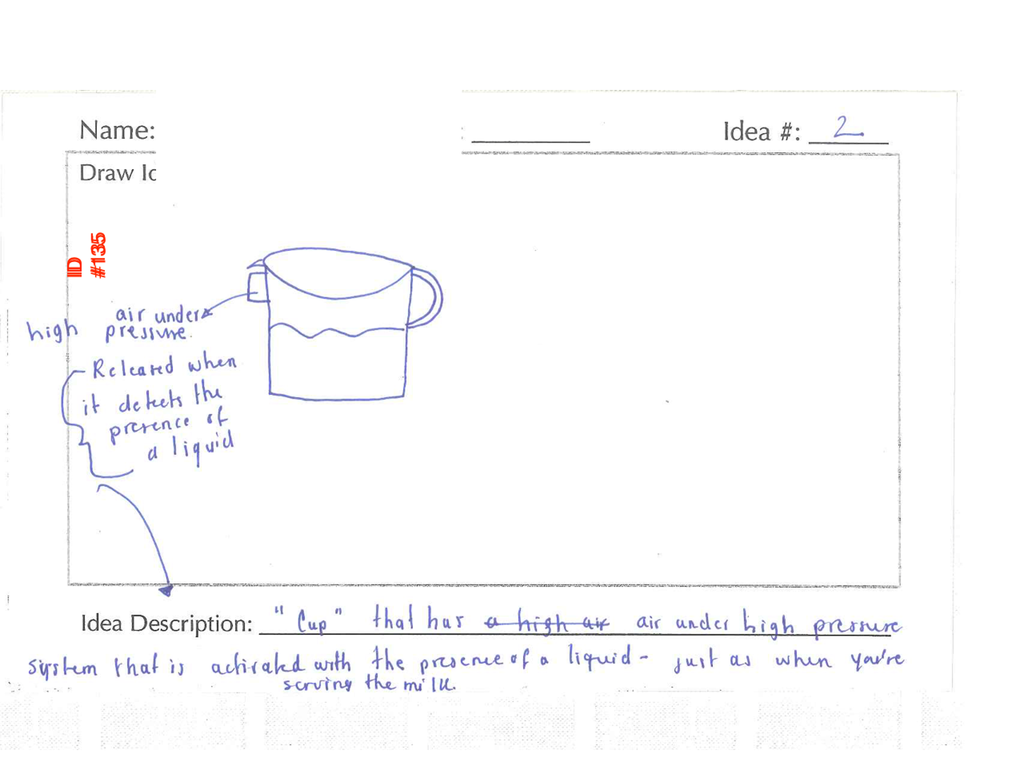 Name: : Idea #: 2
Draw Id
ID
#135
air under
high pressure.
Released when
it detects the
presence of
a liquid
Idea Description: "Cup" that has a high air air under high pressure
system that is activated with the presence of a liquid - just as when you're
serving the milk.